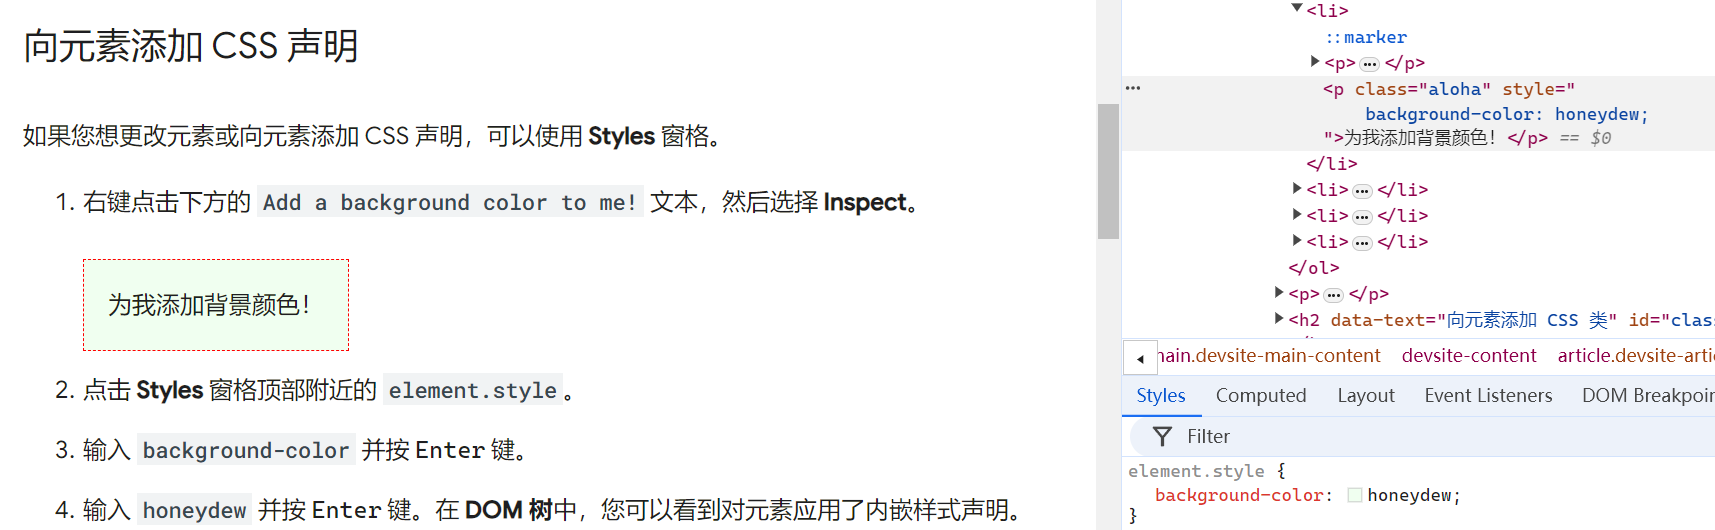 向元素添加 CSS 声明
如果您想更改元素或向元素添加 CSS 声明，可以使用 Styles 窗格。
1. 右键点击下方的 Add a background color to me! 文本，然后选择 Inspect。
为我添加背景颜色！
2. 点击 Styles 窗格顶部附近的 element.style。
3. 输入 background-color 并按 Enter 键。
4. 输入 honeydew 并按 Enter 键。在 DOM 树中，您可以看到对元素应用了内嵌样式声明。
▼<li>
::marker
▶<p>…</p>
…<p class="aloha" style="
background-color: honeydew;
">为我添加背景颜色！</p> == $0
</li>
▶<li>…</li>
▶<li>…</li>
▶<li>…</li>
</ol>
▶<p>…</p>
▶<h2 data-text="向元素添加 CSS 类" id="clas
main.devsite-main-content devsite-content article.devsite-artic
Styles Computed Layout Event Listeners DOM Breakpoin
Filter
element.style {
background-color: honeydew;
}